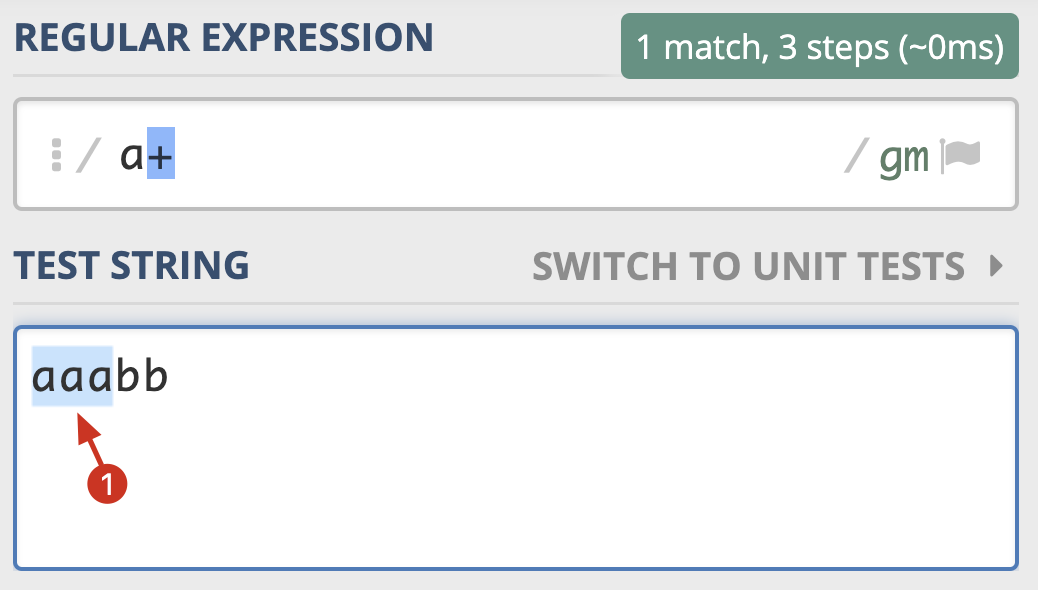 REGULAR EXPRESSION
1 match, 3 steps (~0ms)
/ a+ / gm
TEST STRING
SWITCH TO UNIT TESTS
aaabb
1